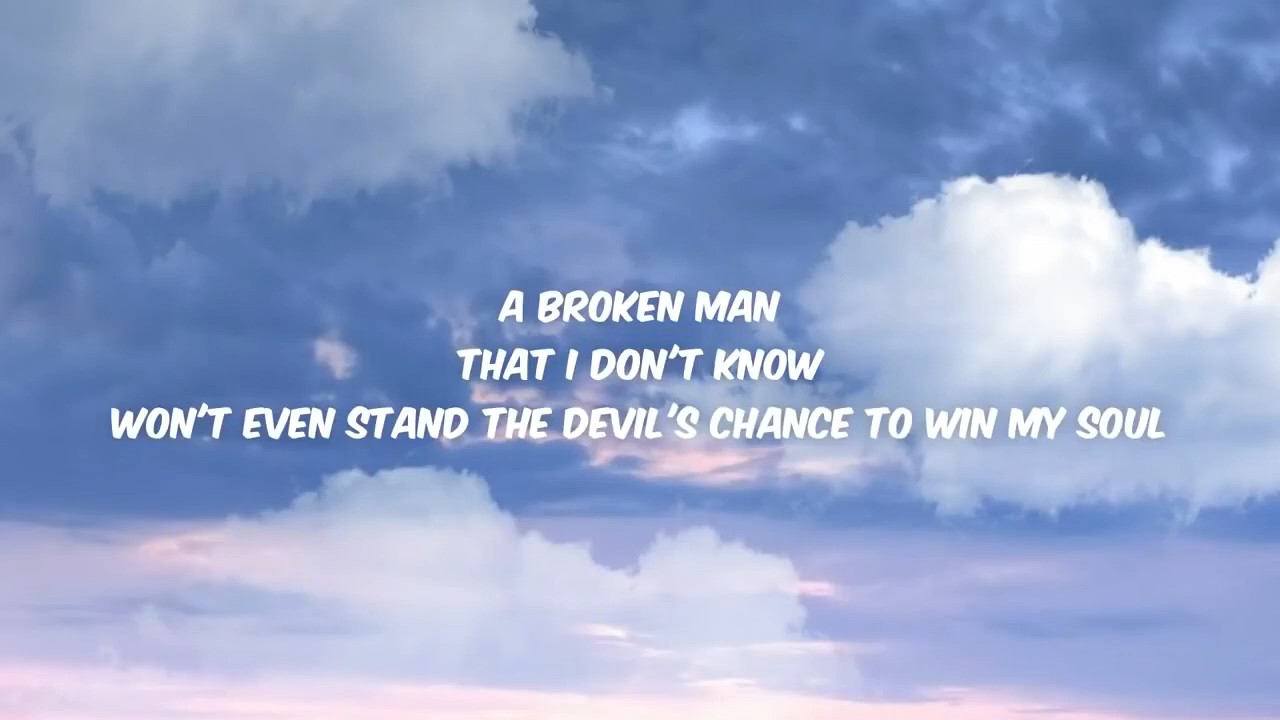 A BROKEN MAN
THAT I DON'T KNOW
WON'T EVEN STAND THE DEVIL'S CHANCE TO WIN MY SOUL